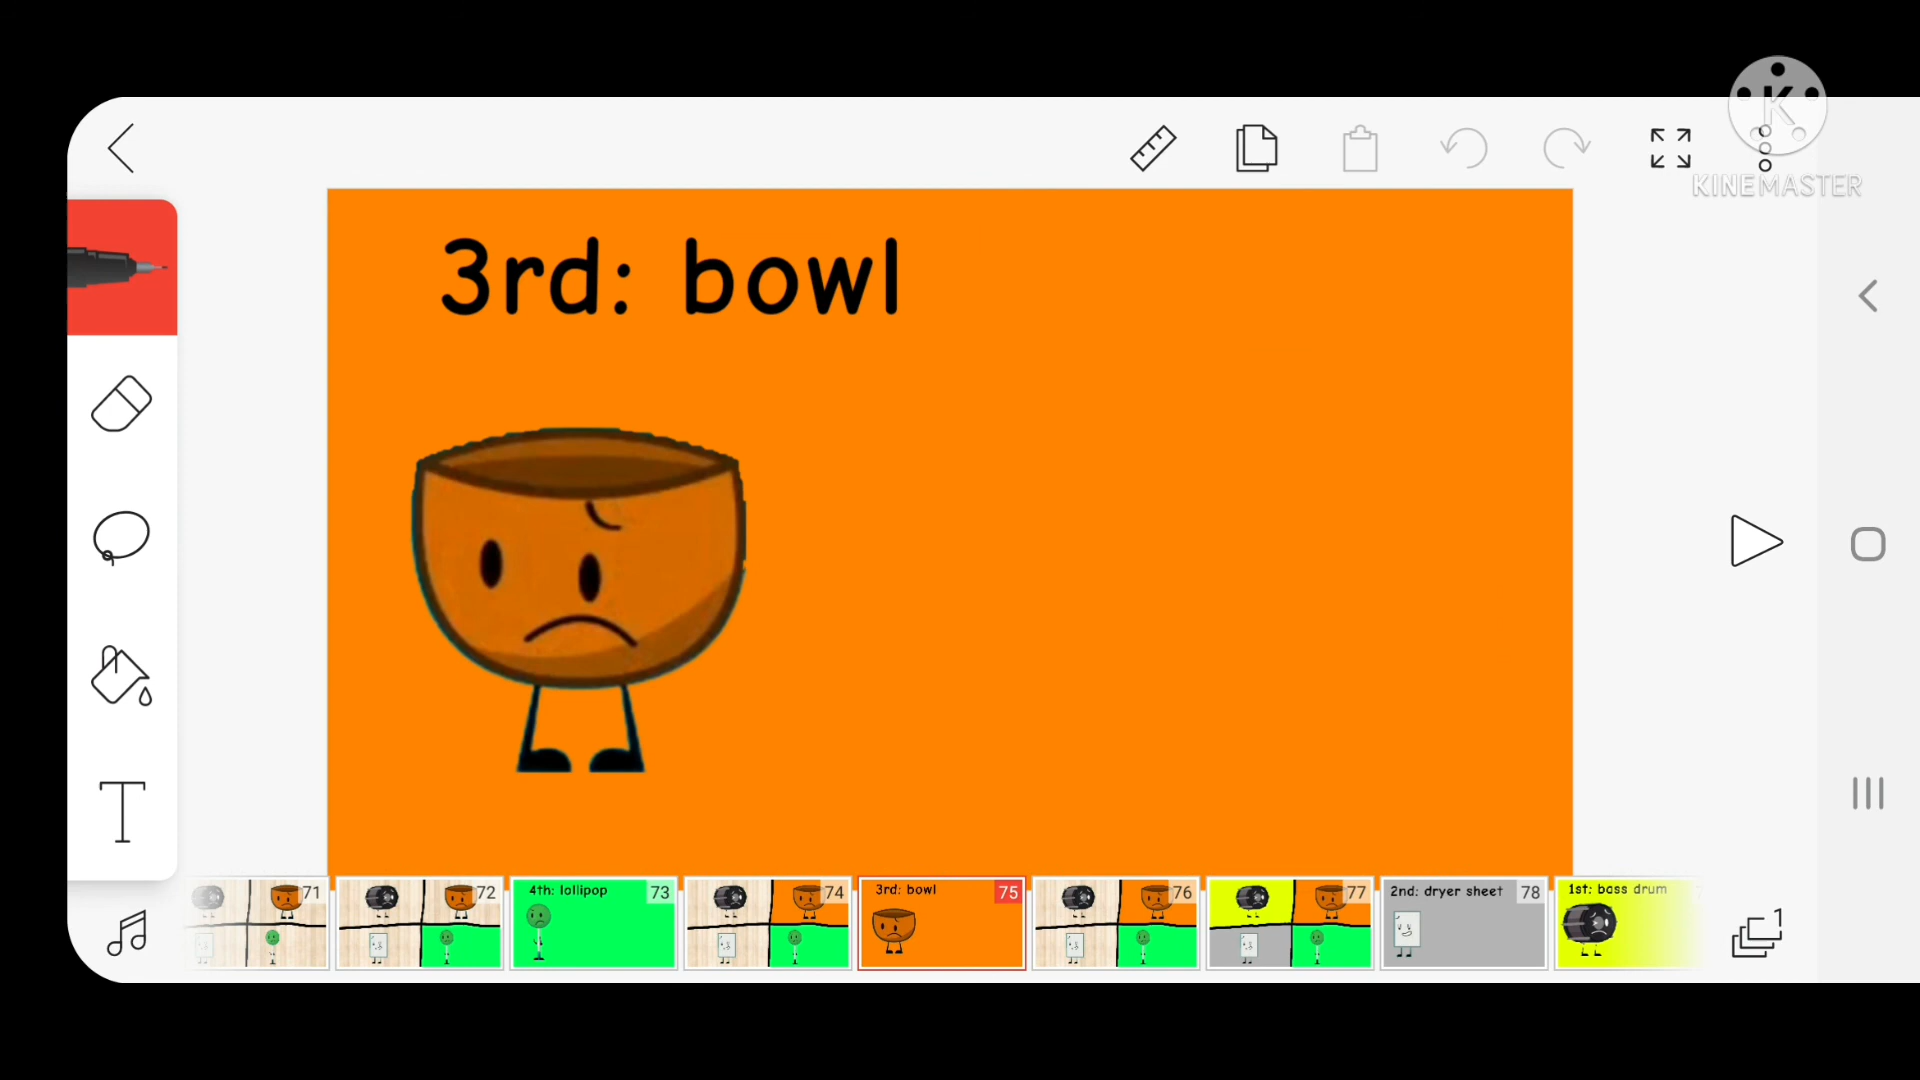 K
KINEMASTER
3rd: bowl
71
72
4th: lollipop
73
74
3rd: bowl
75
76
77
2nd: dryer sheet
78
1st: bass drum
1